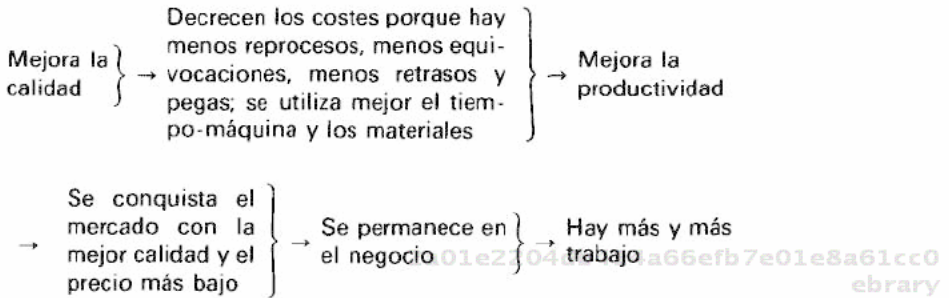 Mejora la
calidad
→
Decrecen los costes porque hay
menos reprocesos, menos equi-
vocaciones, menos retrasos y
pegas; se utiliza mejor el tiem-
po-máquina y los materiales
→
Mejora la
productividad
→
Se conquista el
mercado con la
mejor calidad y el
precio más bajo
→
Se permanece en
el negocio
→
Hay más y más
trabajo
4a66efb7e01e8a61cc0
ebrary